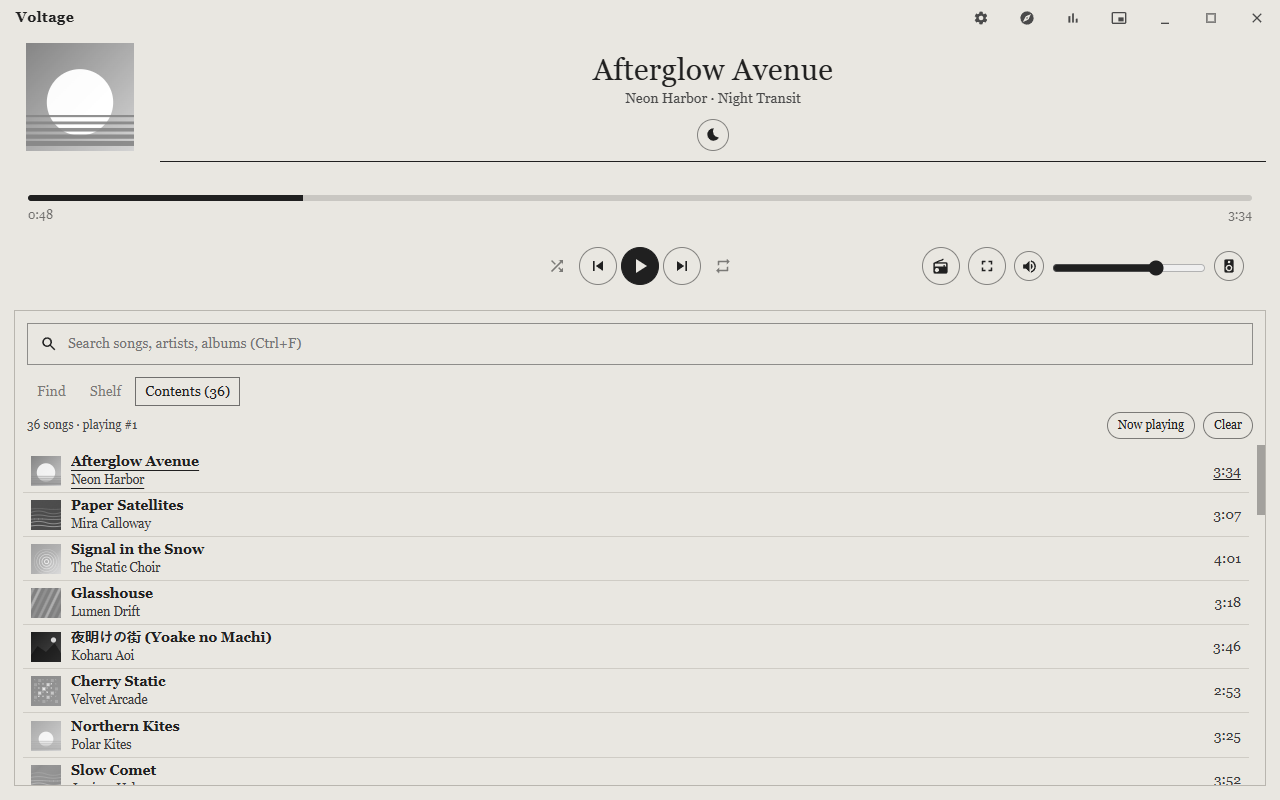 Voltage
Afterglow Avenue
Neon Harbor · Night Transit
0:48
3:34
Search songs, artists, albums (Ctrl+F)
Find
Shelf
Contents (36)
36 songs · playing #1
Now playing
Clear
Afterglow Avenue
Neon Harbor
3:34
Paper Satellites
Mira Calloway
3:07
Signal in the Snow
The Static Choir
4:01
Glasshouse
Lumen Drift
3:18
夜明けの街 (Yoake no Machi)
Koharu Aoi
3:46
Cherry Static
Velvet Arcade
2:53
Northern Kites
Polar Kites
3:25
Slow Comet
3:52